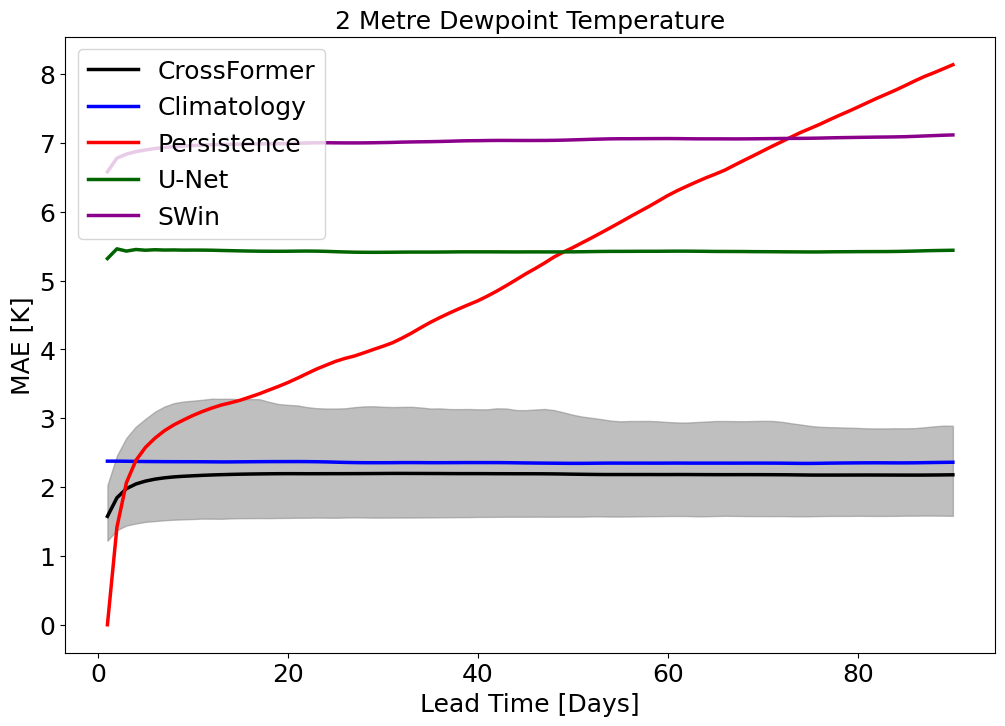 2 Metre Dewpoint Temperature
CrossFormer
Climatology
Persistence
U-Net
SWin
MAE [K]
8
7
6
5
4
3
2
1
0
0 20 40 60 80
Lead Time [Days]